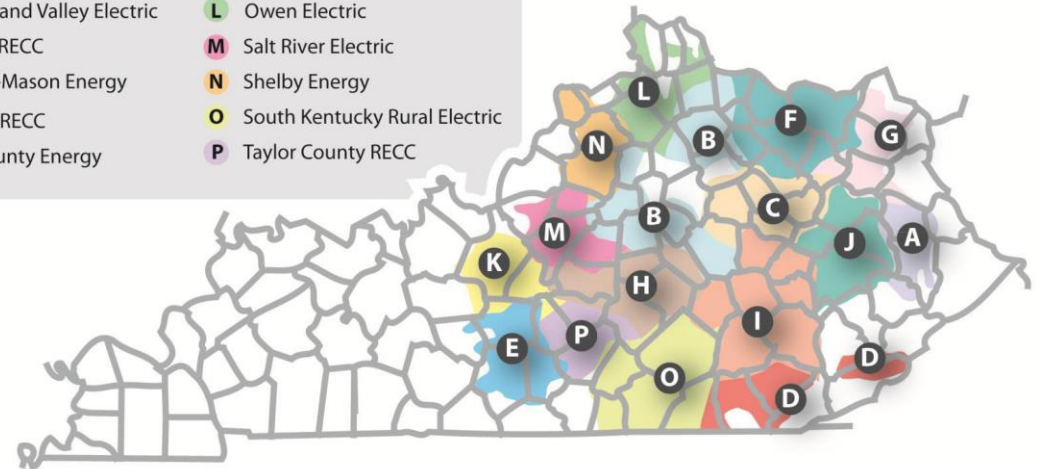 and Valley Electric
RECC
Mason Energy
RECC
unty Energy
L Owen Electric
M Salt River Electric
N Shelby Energy
O South Kentucky Rural Electric
P Taylor County RECC
L
F
B
G
N
C
B
M
J
A
K
H
I
P
E
D
O
D